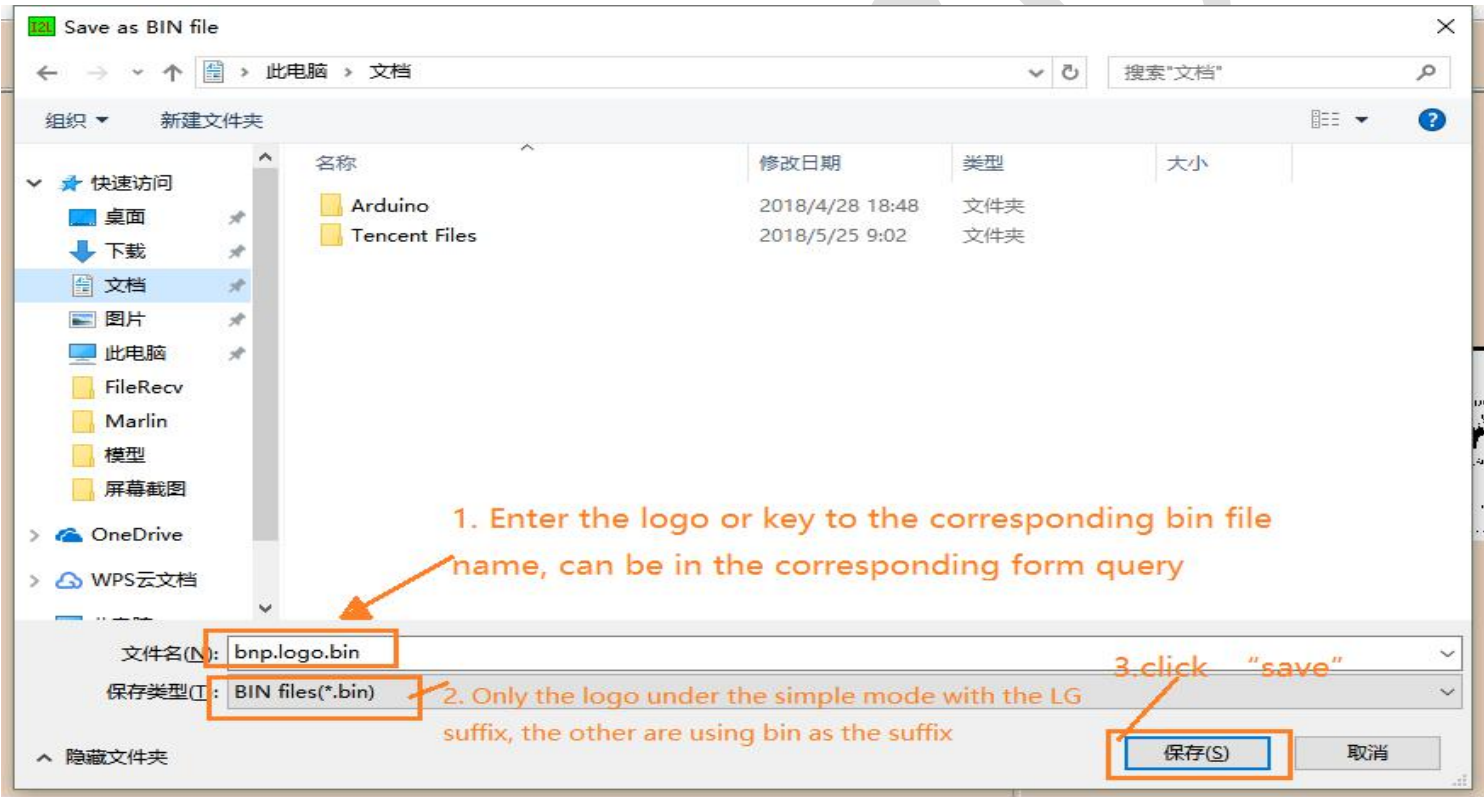 I2L Save as BIN file
此电脑 > 文档
搜索"文档"
组织 新建文件夹
名称 修改日期 类型 大小
快速访问
桌面
下载
文档
图片
此电脑
FileRecv
Marlin
模型
屏幕截图
OneDrive
WPS云文档
Arduino 2018/4/28 18:48 文件夹
Tencent Files 2018/5/25 9:02 文件夹
1. Enter the logo or key to the corresponding bin file
name, can be in the corresponding form query
文件名(N): bnp.logo.bin
保存类型(T): BIN files(*.bin)
2. Only the logo under the simple mode with the LG
suffix, the other are using bin as the suffix
3.click “save”
隐藏文件夹
保存(S) 取消